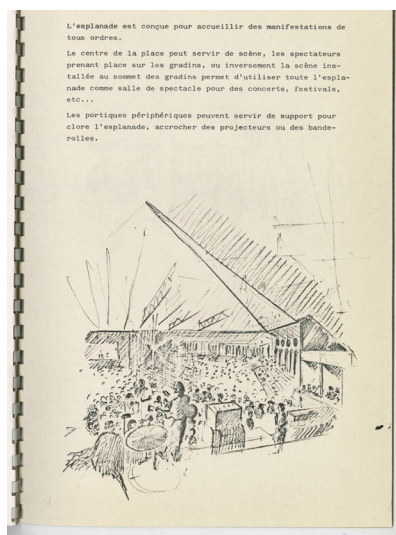 L'esplanade est conçue pour accueillir des manifestations de
tous ordres.
Le centre de la place peut servir de scène, les spectateurs
prenant place sur les gradins, ou inversement la scène ins-
tallée au sommet des gradins permet d'utiliser toute l'espla-
nade comme salle de spectacle pour des concerts, festivals,
etc...
Les portiques périphériques peuvent servir de support pour
clore l'esplanade, accrocher des projecteurs ou des bande-
rolles.